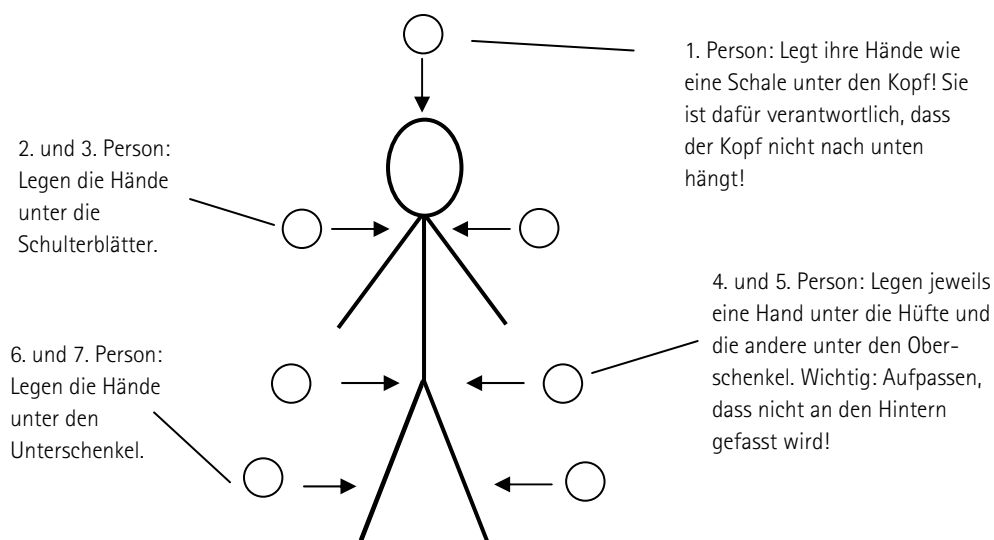 1. Person: Legt ihre Hände wie
eine Schale unter den Kopf! Sie
ist dafür verantwortlich, dass
der Kopf nicht nach unten
hängt!
2. und 3. Person:
Legen die Hände
unter die
Schulterblätter.
4. und 5. Person: Legen jeweils
eine Hand unter die Hüfte und
die andere unter den Ober-
schenkel. Wichtig: Aufpassen,
dass nicht an den Hintern
gefasst wird!
6. und 7. Person:
Legen die Hände
unter den
Unterschenkel.